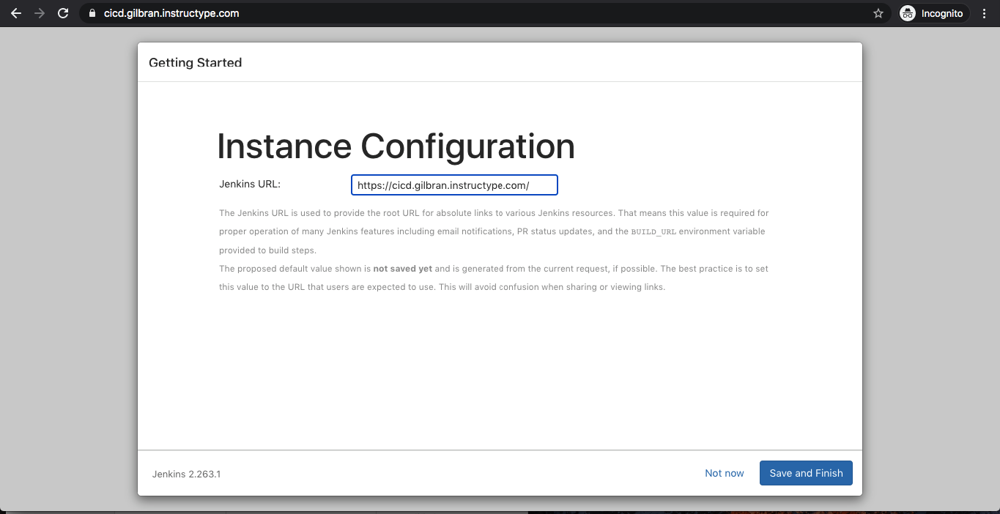 cicd.gilbran.instructype.com
Incognito
Getting Started
Instance Configuration
Jenkins URL:
https://cicd.gilbran.instructype.com/
The Jenkins URL is used to provide the root URL for absolute links to various Jenkins resources. That means this value is required for
proper operation of many Jenkins features including email notifications, PR status updates, and the BUILD_URL environment variable
provided to build steps.
The proposed default value shown is not saved yet and is generated from the current request, if possible. The best practice is to set
this value to the URL that users are expected to use. This will avoid confusion when sharing or viewing links.
Jenkins 2.263.1
Not now
Save and Finish